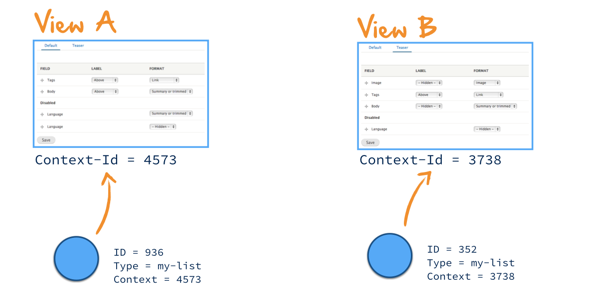 View A
Default Teaser
FIELD LABEL FORMAT
Tags Above Link
Body Above Summary or trimmed
Disabled
Language Summary or trimmed
Language - Hidden -
Save
Context-Id = 4573
ID = 936
Type = my-list
Context = 4573
View B
Default Teaser
FIELD LABEL FORMAT
Image - Hidden - Image
Tags Above Link
Body - Hidden - Summary or trimmed
Disabled
Language - Hidden -
Save
Context-Id = 3738
ID = 352
Type = my-list
Context = 3738